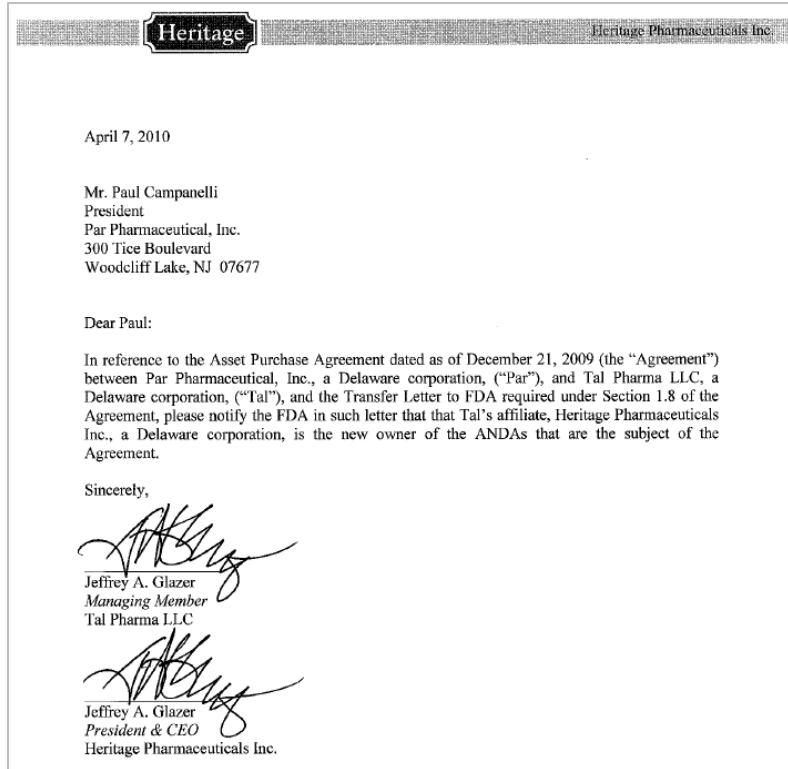 Heritage
Heritage Pharmaceuticals Inc.
April 7, 2010
Mr. Paul Campanelli
President
Par Pharmaceutical, Inc.
300 Tice Boulevard
Woodcliff Lake, NJ 07677
Dear Paul:
In reference to the Asset Purchase Agreement dated as of December 21, 2009 (the “Agreement”)
between Par Pharmaceutical, Inc., a Delaware corporation, (“Par”), and Tal Pharma LLC, a
Delaware corporation, (“Tal”), and the Transfer Letter to FDA required under Section 1.8 of the
Agreement, please notify the FDA in such letter that that Tal’s affiliate, Heritage Pharmaceuticals
Inc., a Delaware corporation, is the new owner of the ANDAs that are the subject of the
Agreement.
Sincerely,
Jeffrey A. Glazer
Managing Member
Tal Pharma LLC
Jeffrey A. Glazer
President & CEO
Heritage Pharmaceuticals Inc.